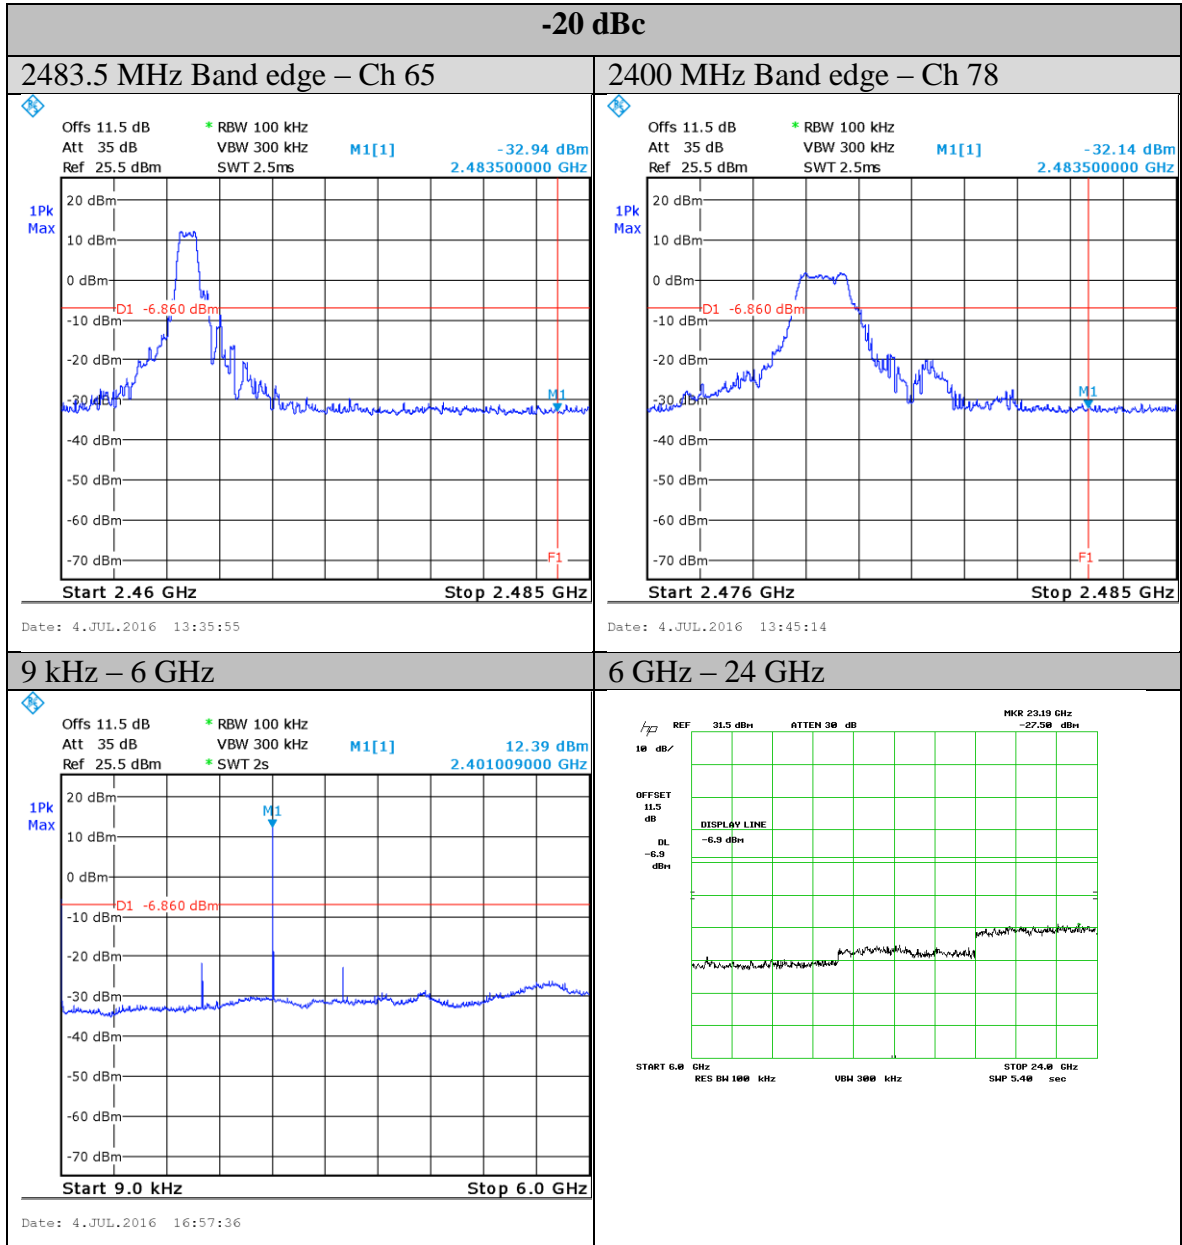 -20 dBc
2483.5 MHz Band edge – Ch 65
2400 MHz Band edge – Ch 78
Offs 11.5 dB * RBW 100 kHz
Att 35 dB VBW 300 kHz M1[1] -32.94 dBm
Ref 25.5 dBm SWT 2.5ms 2.483500000 GHz
1Pk
Max
20 dBm
10 dBm
0 dBm
D1 -6.860 dBm
-10 dBm
-20 dBm
-30 dBm
M1
-40 dBm
-50 dBm
-60 dBm
-70 dBm
F1
Start 2.46 GHz Stop 2.485 GHz
Date: 4.JUL.2016 13:35:55
Offs 11.5 dB * RBW 100 kHz
Att 35 dB VBW 300 kHz M1[1] -32.14 dBm
Ref 25.5 dBm SWT 2.5ms 2.483500000 GHz
1Pk
Max
20 dBm
10 dBm
0 dBm
D1 -6.860 dBm
-10 dBm
-20 dBm
-30 dBm
M1
-40 dBm
-50 dBm
-60 dBm
-70 dBm
F1
Start 2.476 GHz Stop 2.485 GHz
Date: 4.JUL.2016 13:45:14
9 kHz – 6 GHz
6 GHz – 24 GHz
Offs 11.5 dB * RBW 100 kHz
Att 35 dB VBW 300 kHz M1[1] 12.39 dBm
Ref 25.5 dBm * SWT 2s 2.401009000 GHz
1Pk
Max
20 dBm
M1
10 dBm
0 dBm
D1 -6.860 dBm
-10 dBm
-20 dBm
-30 dBm
-40 dBm
-50 dBm
-60 dBm
-70 dBm
Start 9.0 kHz Stop 6.0 GHz
Date: 4.JUL.2016 16:57:36
MKR 23.19 GHz
hp REF 31.5 dBm ATTEN 30 dB -27.50 dBm
10 dB/
OFFSET
11.5
dB
DISPLAY LINE
-6.9 dBm
DL
-6.9
dBm
START 6.0 GHz STOP 24.0 GHz
RES BW 100 kHz VBW 300 kHz SWP 5.40 sec